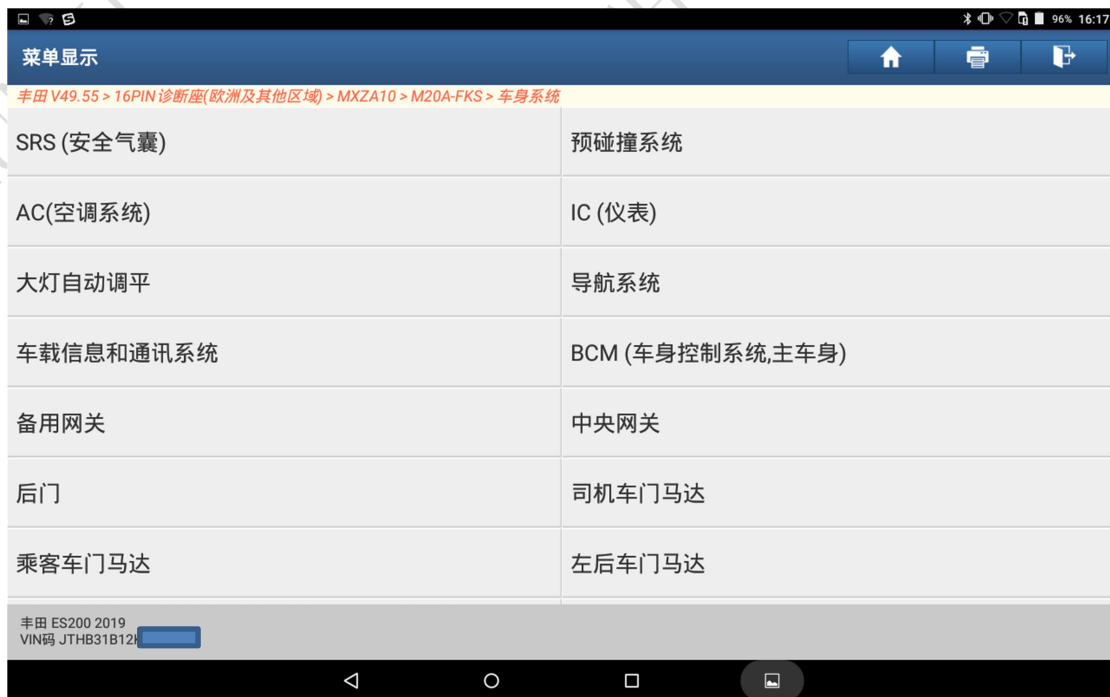 96% 16:17
菜单显示
丰田 V49.55 > 16PIN诊断座(欧洲及其他区域) > MXZA10 > M20A-FKS > 车身系统
SRS (安全气囊)
预碰撞系统
AC(空调系统)
IC (仪表)
大灯自动调平
导航系统
车载信息和通讯系统
BCM (车身控制系统,主车身)
备用网关
中央网关
后门
司机车门马达
乘客车门马达
左后车门马达
丰田 ES200 2019
VIN码 JTHB31B12